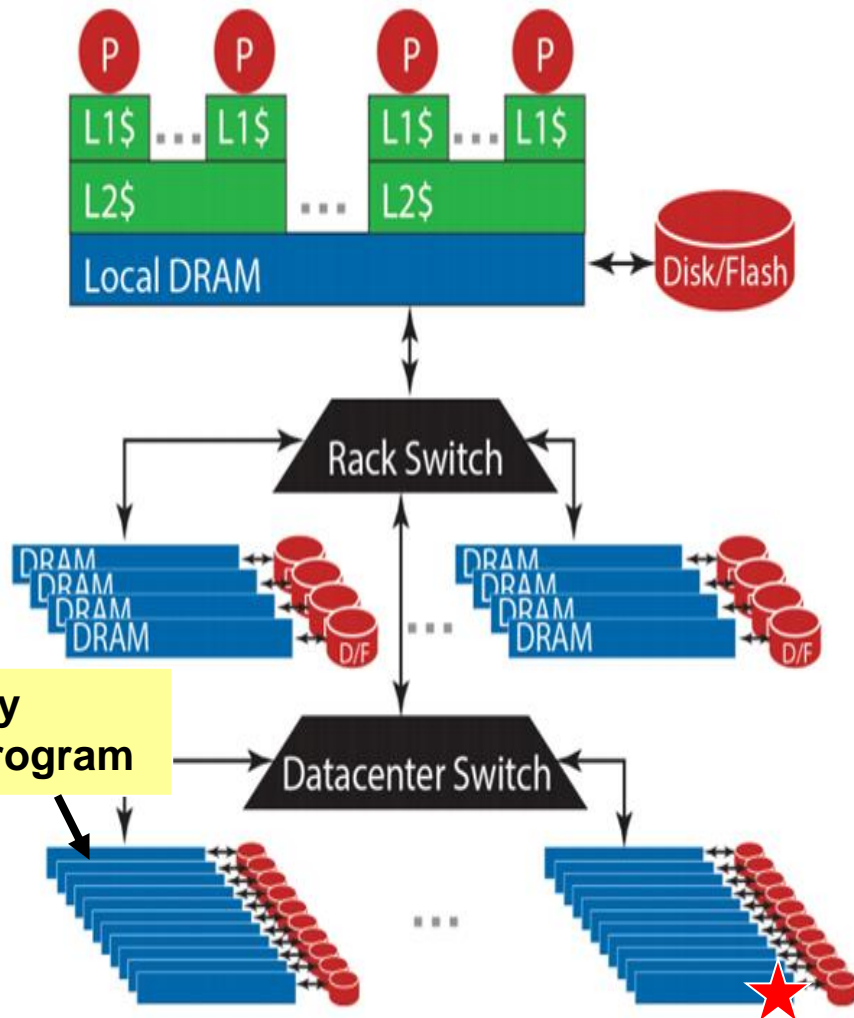 P P P P
L1$ ... L1$ L1$ ... L1$
L2$ ... L2$
Local DRAM
Disk/Flash
Rack Switch
DRAM
DRAM
DRAM
DRAM
D/F
DRAM
DRAM
DRAM
DRAM
D/F
y
rogram
Datacenter Switch